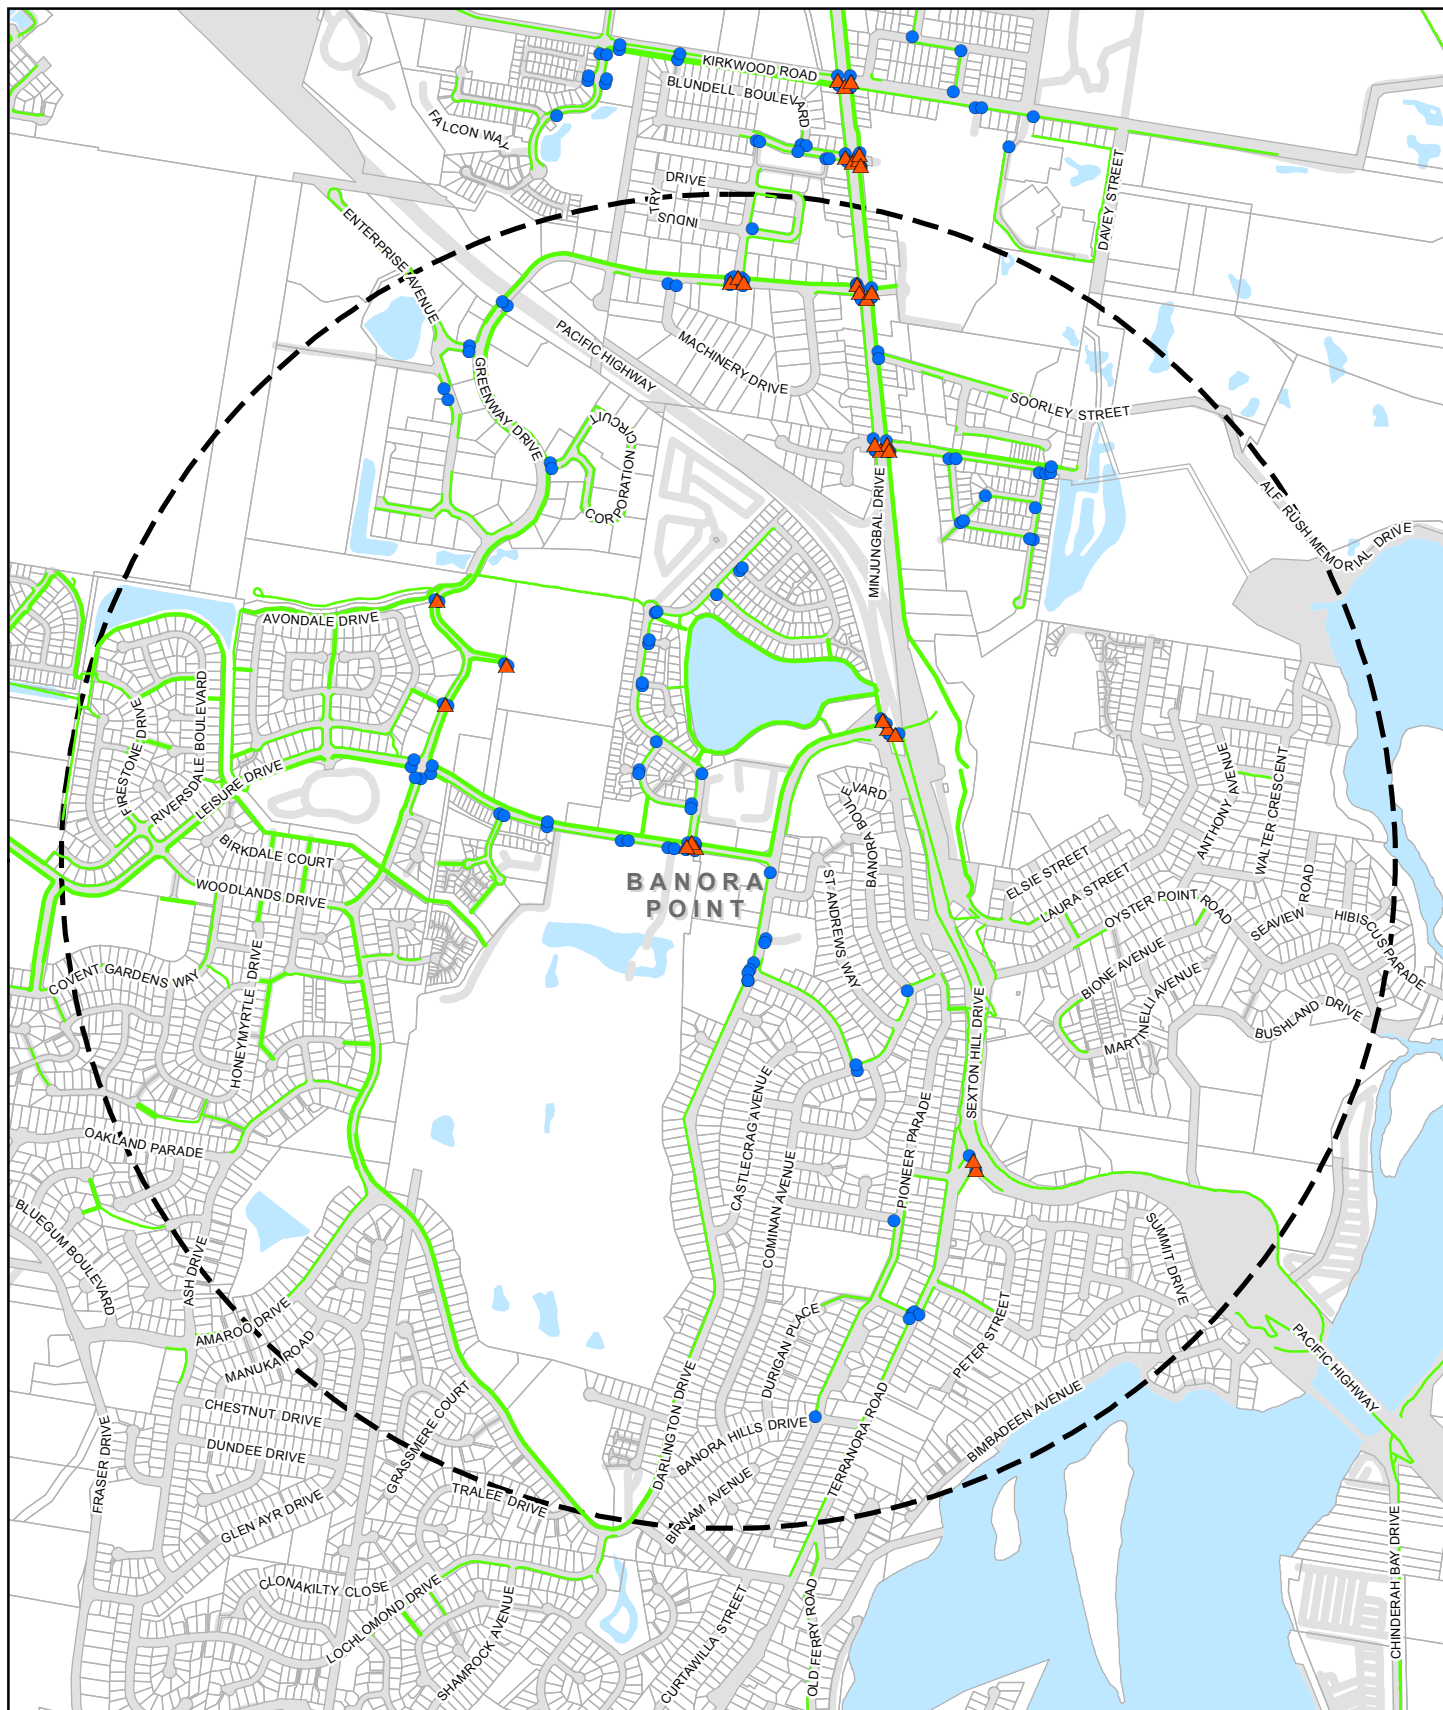 KIRKWOOD ROAD
BLUNDELL BOULEVARD
FALCON WAY
DRIVE
INDUSTRY
DAVEY STREET
ENTERPRISE AVENUE
PACIFIC HIGHWAY
MACHINERY DRIVE
GREENWAY DRIVE
SOORLEY STREET
CORPORATION CIRCUIT
MINJUNGBAL DRIVE
ALF RUSH MEMORIAL DRIVE
AVONDALE DRIVE
FIRESTONE DRIVE
RIVERSDALE BOULEVARD
LEISURE DRIVE
BANORA BOULEVARD
ANTHONY AVENUE
WALTER CRESCENT
BIRKDALE COURT
WOODLANDS DRIVE
BANORA
POINT
ST ANDREWS WAY
ELSIE STREET
LAURA STREET
OYSTER POINT ROAD
SEAVIEW ROAD
HIBISCUS PARADE
BIONE AVENUE
MARTINELLI AVENUE
BUSHLAND DRIVE
COVENT GARDENS WAY
HONEYMYRTLE DRIVE
SEXTON HILL DRIVE
OAKLAND PARADE
CASTLECRAG AVENUE
COMINAN AVENUE
PIONEER PARADE
BLUEGUM BOULEVARD
ASH DRIVE
SUMMIT DRIVE
AMAROO DRIVE
MANUKA ROAD
DURIGAN PLACE
PETER STREET
PACIFIC HIGHWAY
CHESTNUT DRIVE
DUNDEE DRIVE
GRASSMERE COURT
DARLINGTON DRIVE
BANORA HILLS DRIVE
TERRANORA ROAD
BIMBADEEN AVENUE
FRASER DRIVE
GLEN AYR DRIVE
TRALEE DRIVE
BIRNAM AVENUE
CLONAKILTY CLOSE
LOCHLOMOND DRIVE
SHAMROCK AVENUE
CURTAWILLA STREET
OLD FERRY ROAD
CHINDERAH BAY DRIVE